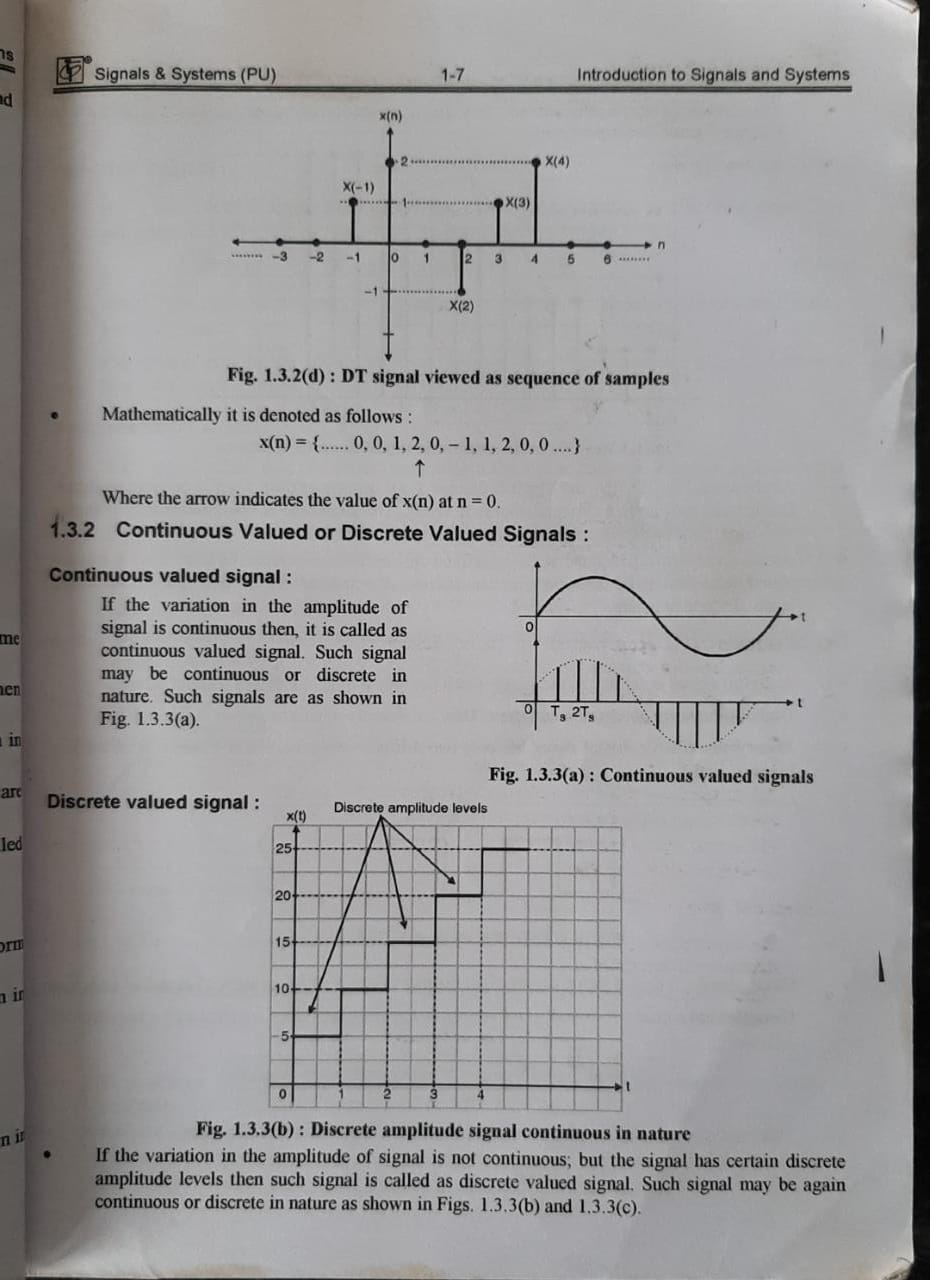 Signals & Systems (PU) 1-7 Introduction to Signals and Systems
x(n)
2 X(4)
X(-1)
1 X(3)
n
........ -3 -2 -1 0 1 2 3 4 5 6 ........
-1
X(2)
Fig. 1.3.2(d) : DT signal viewed as sequence of samples
• Mathematically it is denoted as follows :
x(n) = {...... 0, 0, 1, 2, 0, – 1, 1, 2, 0, 0 ....}
↑
Where the arrow indicates the value of x(n) at n = 0.
1.3.2 Continuous Valued or Discrete Valued Signals :
Continuous valued signal :
If the variation in the amplitude of
signal is continuous then, it is called as
continuous valued signal. Such signal
may be continuous or discrete in
nature. Such signals are as shown in
Fig. 1.3.3(a).
t
0
t
0 Ts 2Ts
Fig. 1.3.3(a) : Continuous valued signals
Discrete valued signal :
Discrete amplitude levels
x(t)
25
20
15
10
5
0 1 2 3 4 t
Fig. 1.3.3(b) : Discrete amplitude signal continuous in nature
• If the variation in the amplitude of signal is not continuous; but the signal has certain discrete
amplitude levels then such signal is called as discrete valued signal. Such signal may be again
continuous or discrete in nature as shown in Figs. 1.3.3(b) and 1.3.3(c).